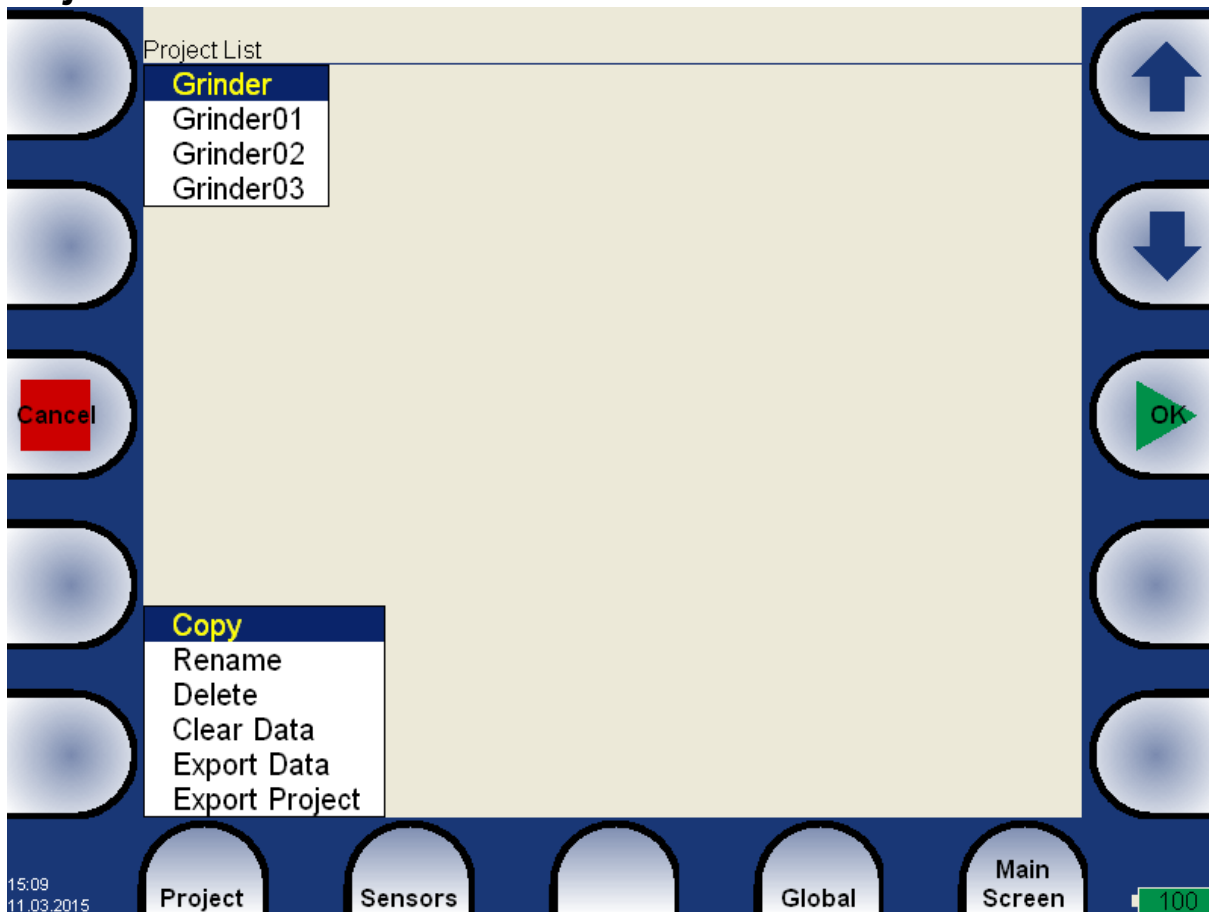 Project List
Grinder
Grinder01
Grinder02
Grinder03
Cancel
OK
Copy
Rename
Delete
Clear Data
Export Data
Export Project
15:09
11.03.2015
Project
Sensors
Global
Main
Screen
100